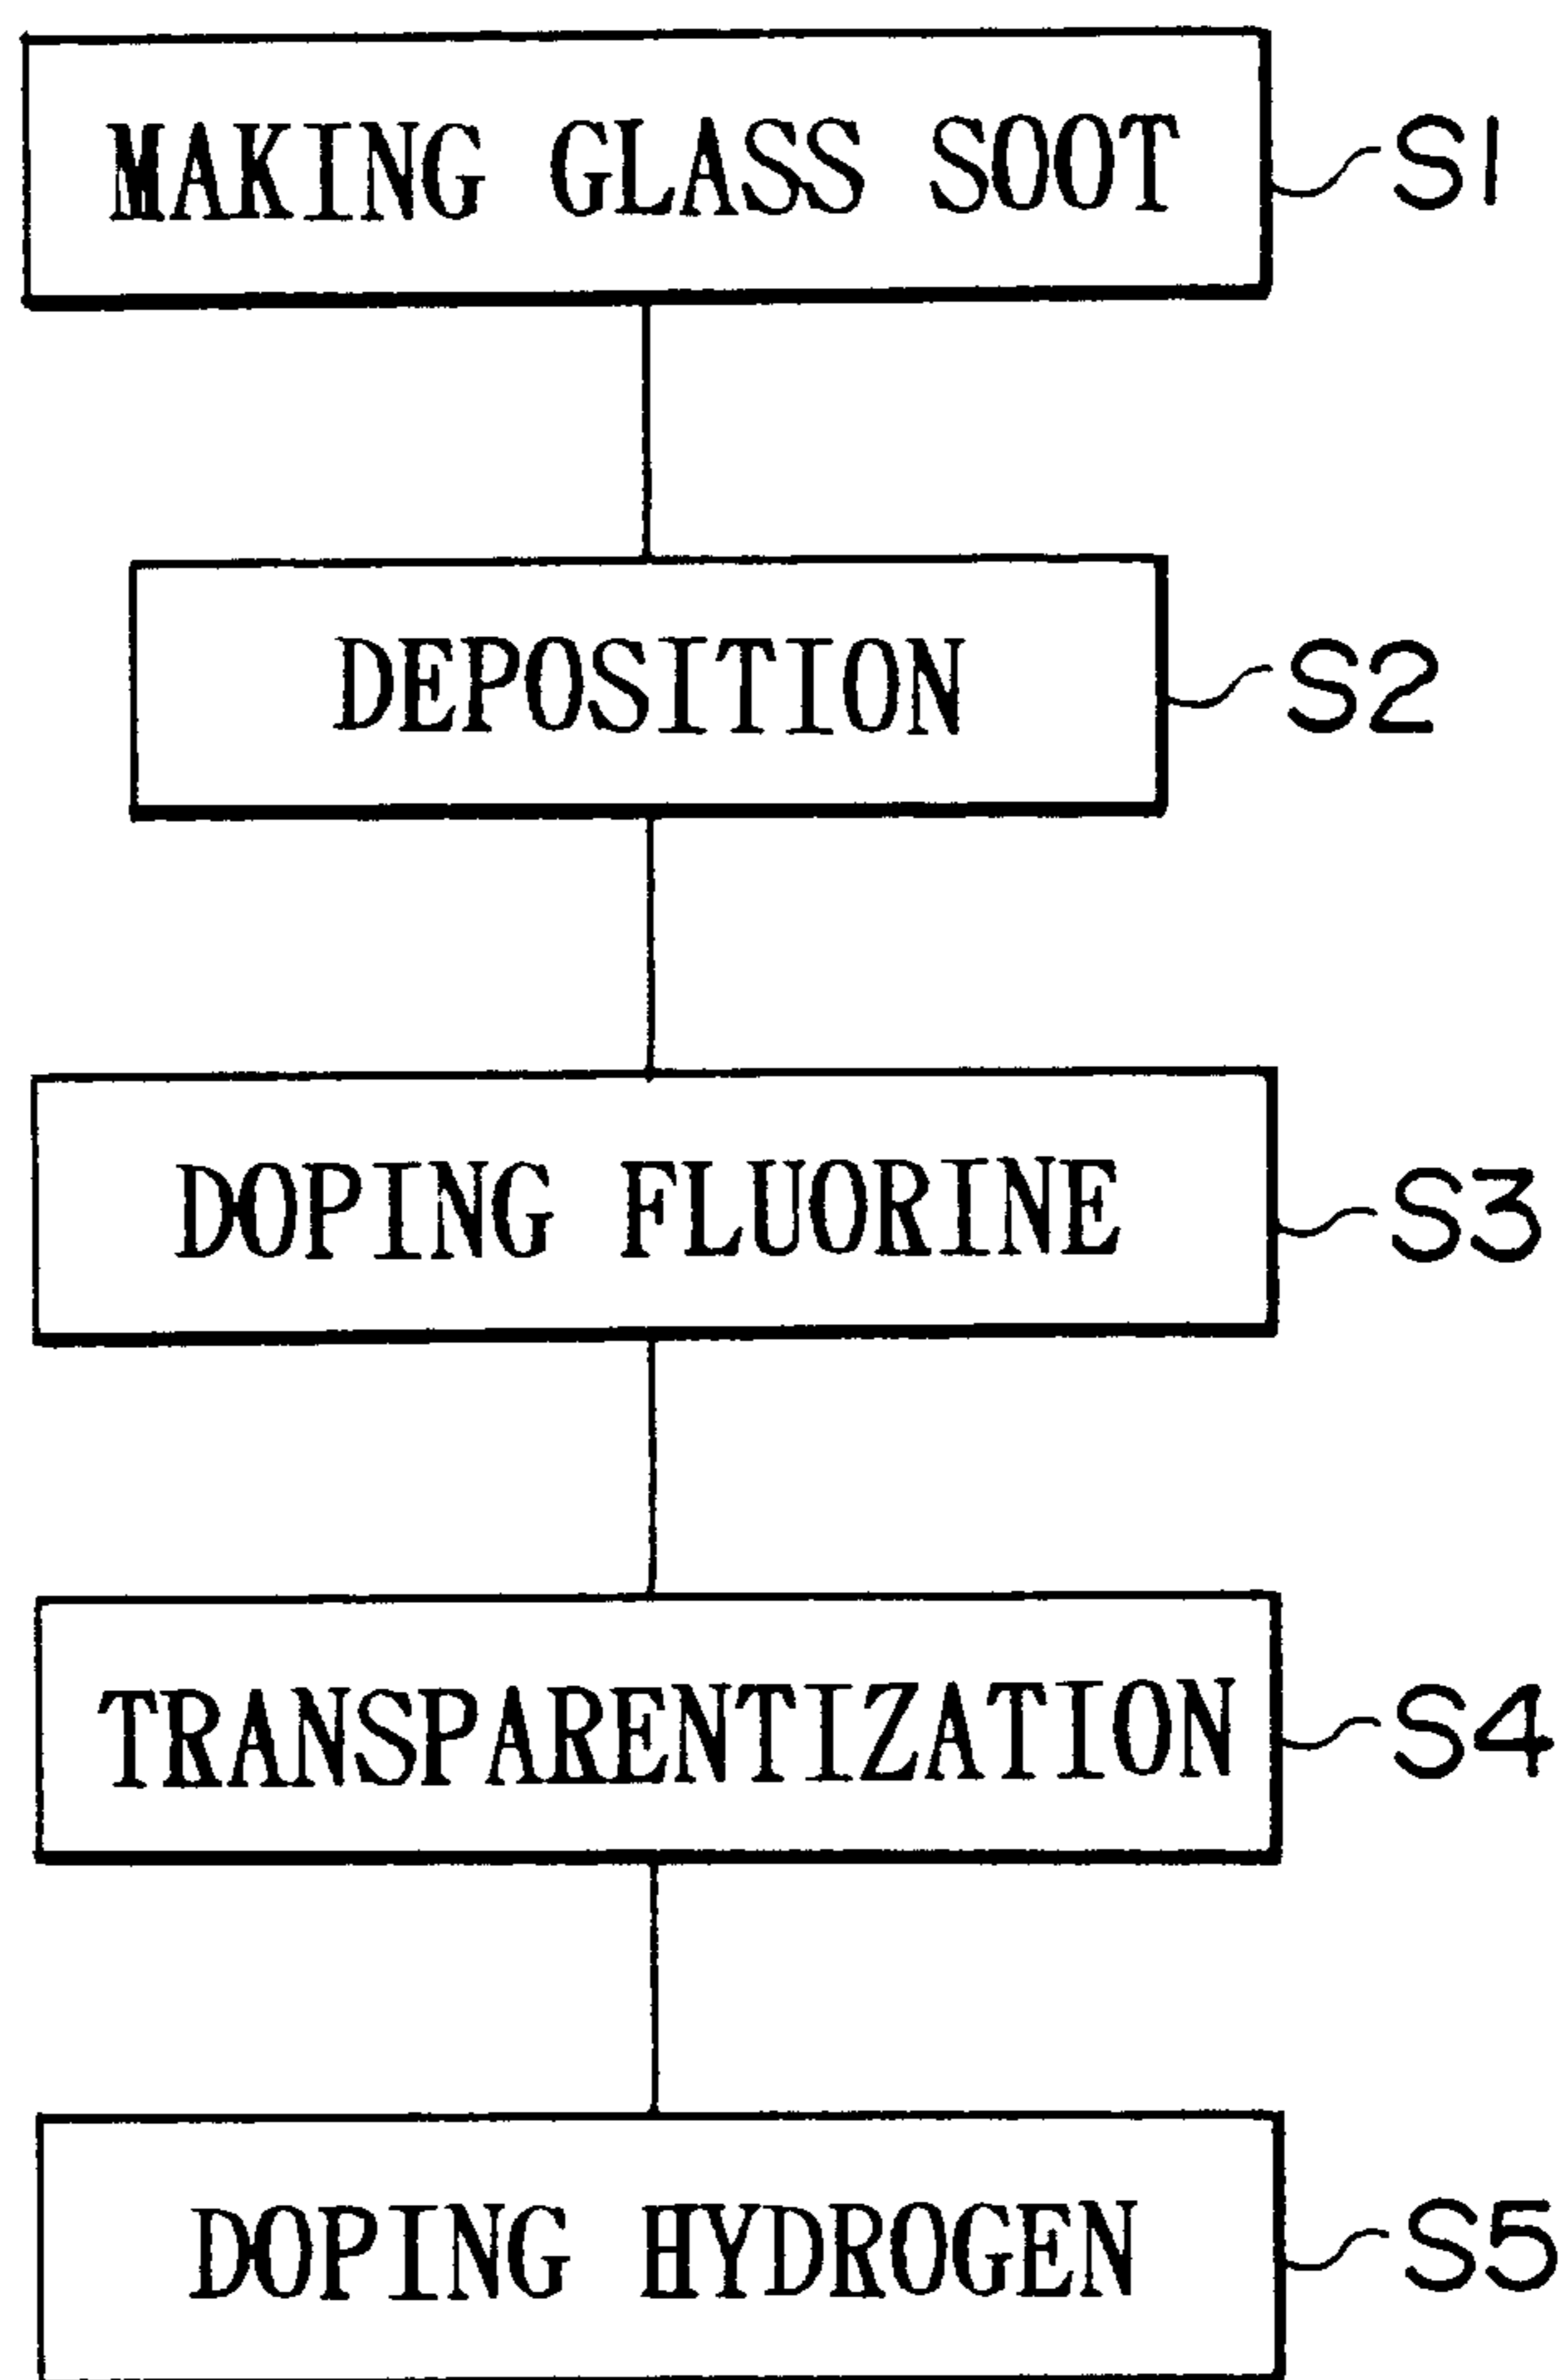 MAKING GLASS SOOT S1
DEPOSITION S2
DOPING FLUORINE S3
TRANSPARENTIZATION S4
DOPING HYDROGEN S5